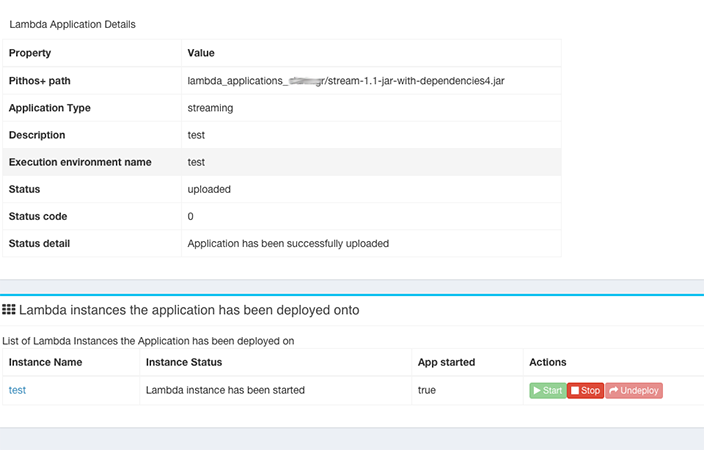 Lambda Application Details
Property Value
Pithos+ path lambda_applications_ r/stream-1.1-jar-with-dependencies4.jar
Application Type streaming
Description test
Execution environment name test
Status uploaded
Status code 0
Status detail Application has been successfully uploaded
Lambda instances the application has been deployed onto
List of Lambda Instances the Application has been deployed on
Instance Name Instance Status App started Actions
test Lambda instance has been started true Start Stop Undeploy